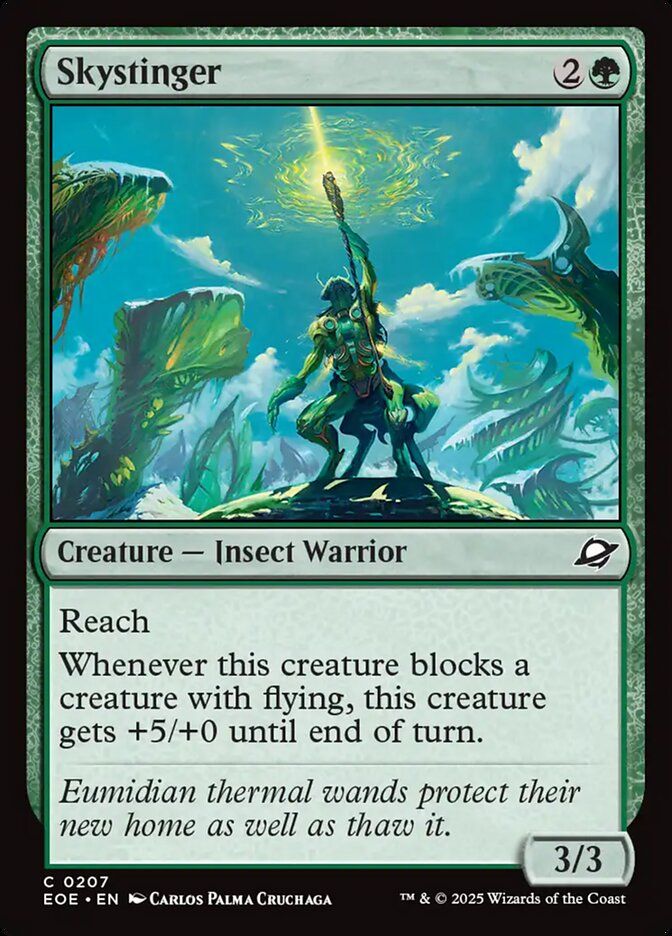 Skystinger 2
Creature — Insect Warrior
Reach
Whenever this creature blocks a
creature with flying, this creature
gets +5/+0 until end of turn.
Eumidian thermal wands protect their
new home as well as thaw it.
3/3
C 0207
EOE • EN Carlos Palma Cruchaga ™ & © 2025 Wizards of the Coast